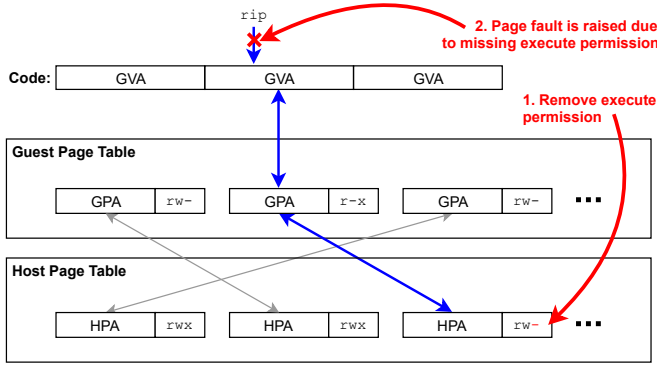 rip
2. Page fault is raised due
to missing execute permission
Code: GVA GVA GVA
1. Remove execute
permission
Guest Page Table
GPA rw- GPA r-x GPA rw- ...
Host Page Table
HPA rwx HPA rwx HPA rw- ...